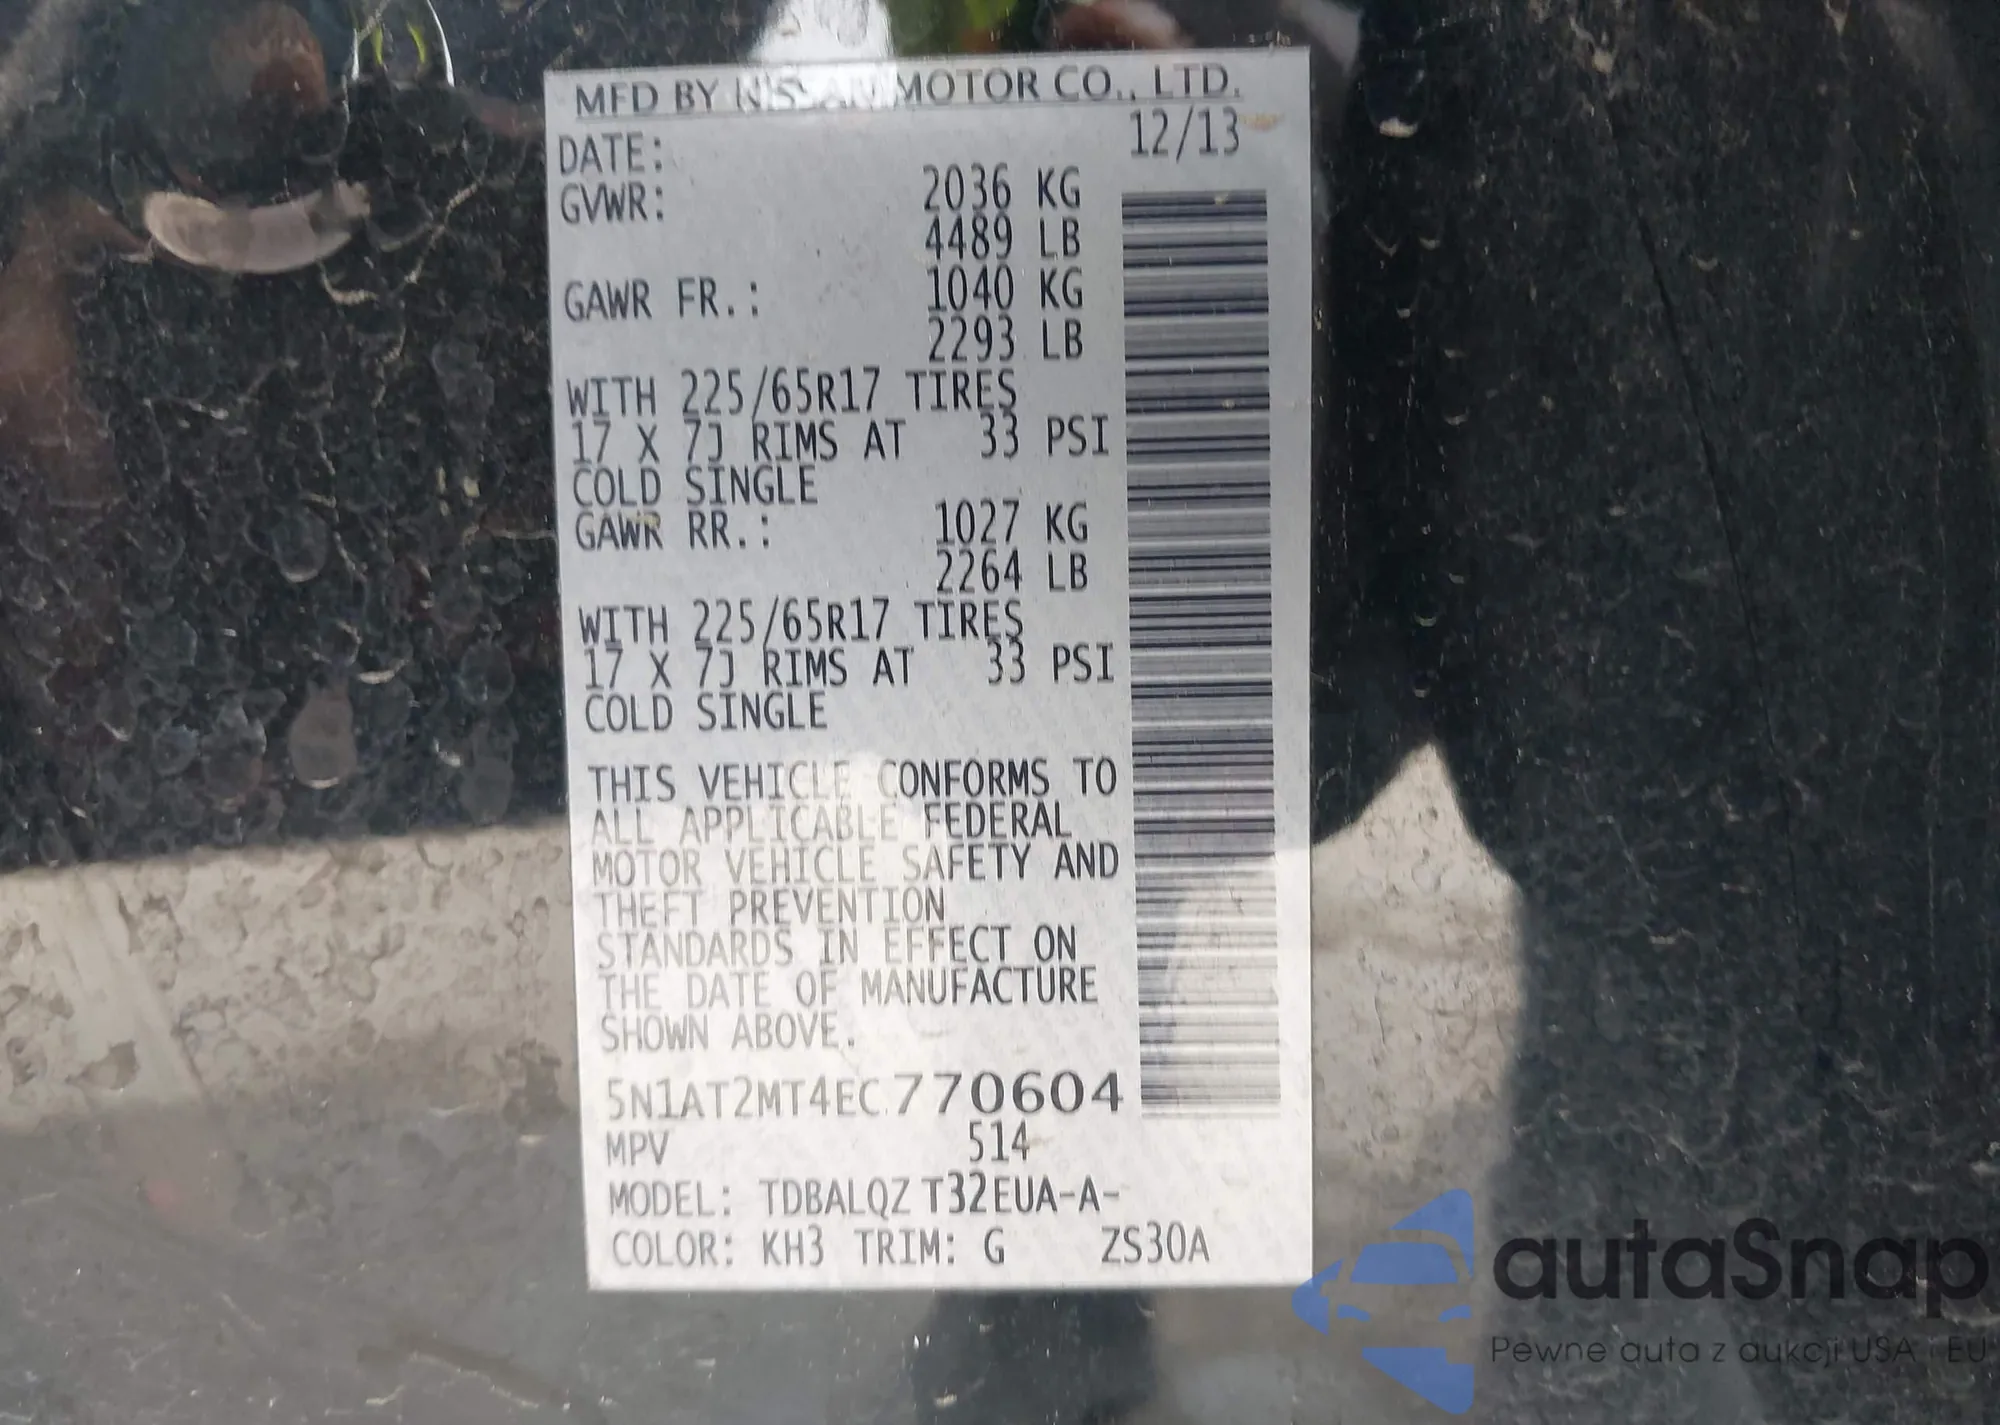 MFD BY NISSAN MOTOR CO., LTD.
DATE: 12/13
GVWR: 2036 KG
4489 LB
GAWR FR.: 1040 KG
2293 LB
WITH 225/65R17 TIRES
17 X 7J RIMS AT 33 PSI
COLD SINGLE
GAWR RR.: 1027 KG
2264 LB
WITH 225/65R17 TIRES
17 X 7J RIMS AT 33 PSI
COLD SINGLE
THIS VEHICLE CONFORMS TO
ALL APPLICABLE FEDERAL
MOTOR VEHICLE SAFETY AND
THEFT PREVENTION
STANDARDS IN EFFECT ON
THE DATE OF MANUFACTURE
SHOWN ABOVE.
5N1AT2MT4EC770604
MPV 514
MODEL: TDBALQZ T32EUA-A-
COLOR: KH3 TRIM: G ZS30A
autaSnap
Pewne auta z aukcji USA i EU